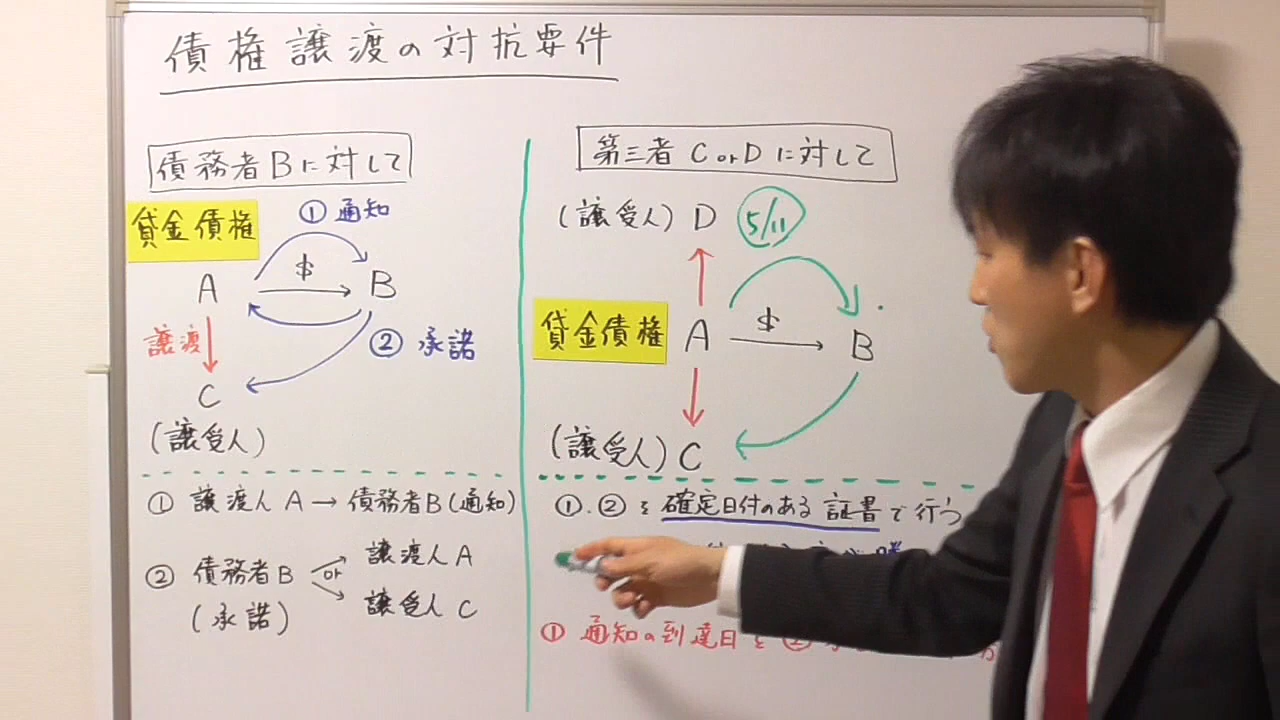 債権譲渡の対抗要件
債務者Bに対して
貸金債権
① 通知
A
$
B
譲渡
② 承諾
C
(譲受人)
① 譲渡人 A → 債務者B(通知)
② 債務者B
or
譲渡人 A
(承諾)
譲受人 C
第三者 C or D に対して
(譲受人) D
5/11
貸金債権
A
$
B
(譲受人) C
①.② を 確定日付のある 証書で行う
① 通知の到達日と ②